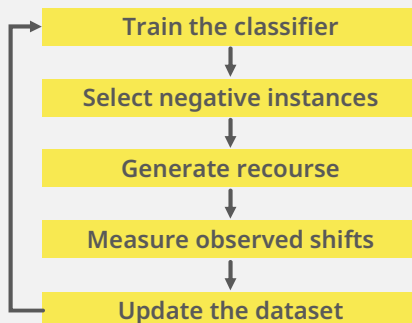 Train the classifier
Select negative instances
Generate recourse
Measure observed shifts
Update the dataset